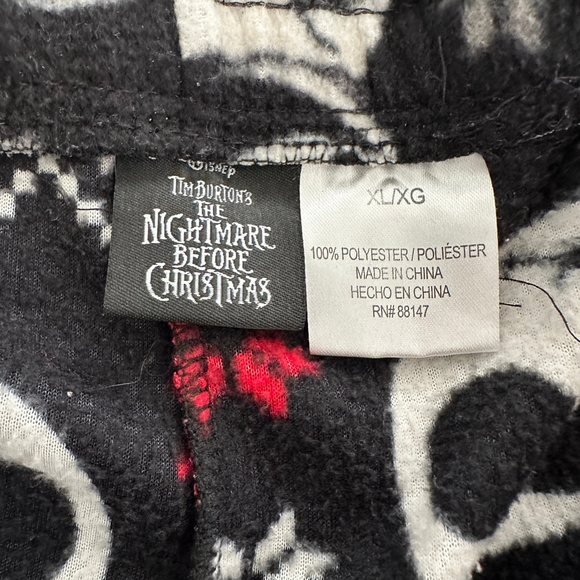 Disney
TIM BURTON'S
THE
NIGHTMARE
BEFORE
CHRISTMAS
XL/XG
100% POLYESTER / POLIÉSTER
MADE IN CHINA
HECHO EN CHINA
RN# 88147